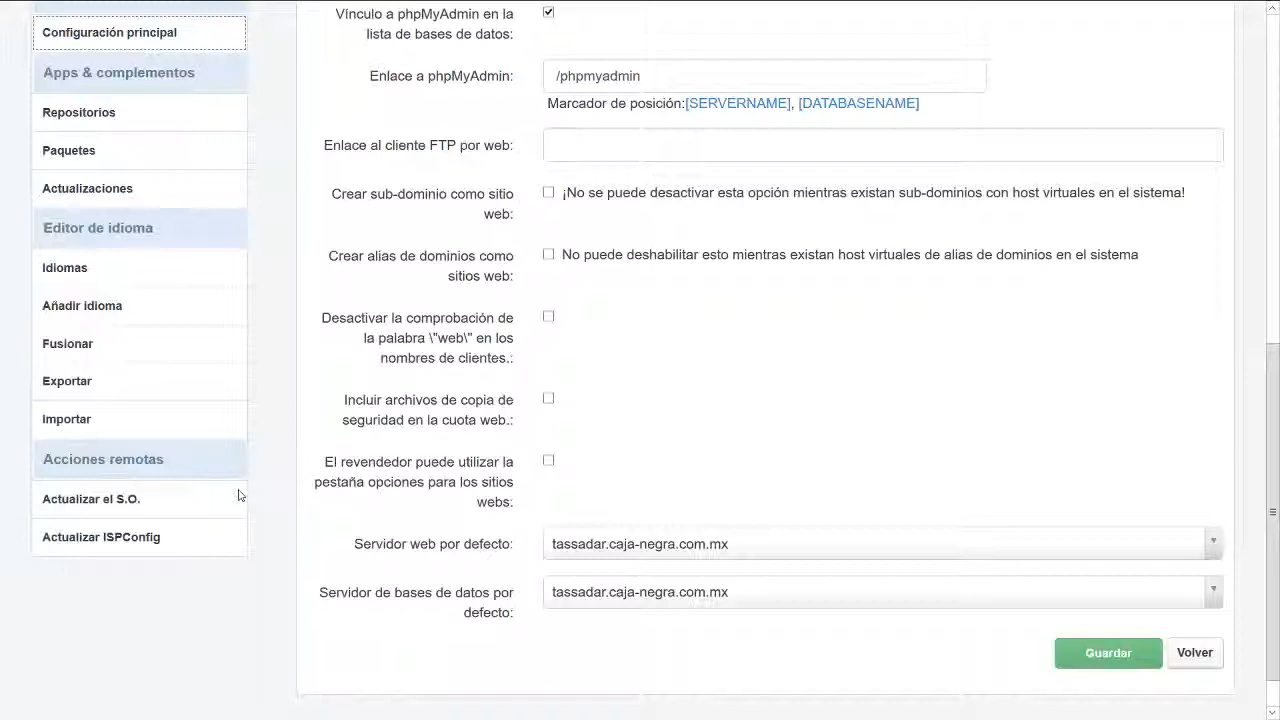 Configuración principal
Apps & complementos
Repositorios
Paquetes
Actualizaciones
Editor de idioma
Idiomas
Añadir idioma
Fusionar
Exportar
Importar
Acciones remotas
Actualizar el S.O.
Actualizar ISPConfig
Vínculo a phpMyAdmin en la
lista de bases de datos:
Enlace a phpMyAdmin:
/phpmyadmin
Marcador de posición:[SERVERNAME], [DATABASENAME]
Enlace al cliente FTP por web:
Crear sub-dominio como sitio
web:
¡No se puede desactivar esta opción mientras existan sub-dominios con host virtuales en el sistema!
Crear alias de dominios como
sitios web:
No puede deshabilitar esto mientras existan host virtuales de alias de dominios en el sistema
Desactivar la comprobación de
la palabra \"web\" en los
nombres de clientes.:
Incluir archivos de copia de
seguridad en la cuota web.:
El revendedor puede utilizar la
pestaña opciones para los sitios
webs:
Servidor web por defecto:
tassadar.caja-negra.com.mx
Servidor de bases de datos por
defecto:
tassadar.caja-negra.com.mx
Guardar
Volver